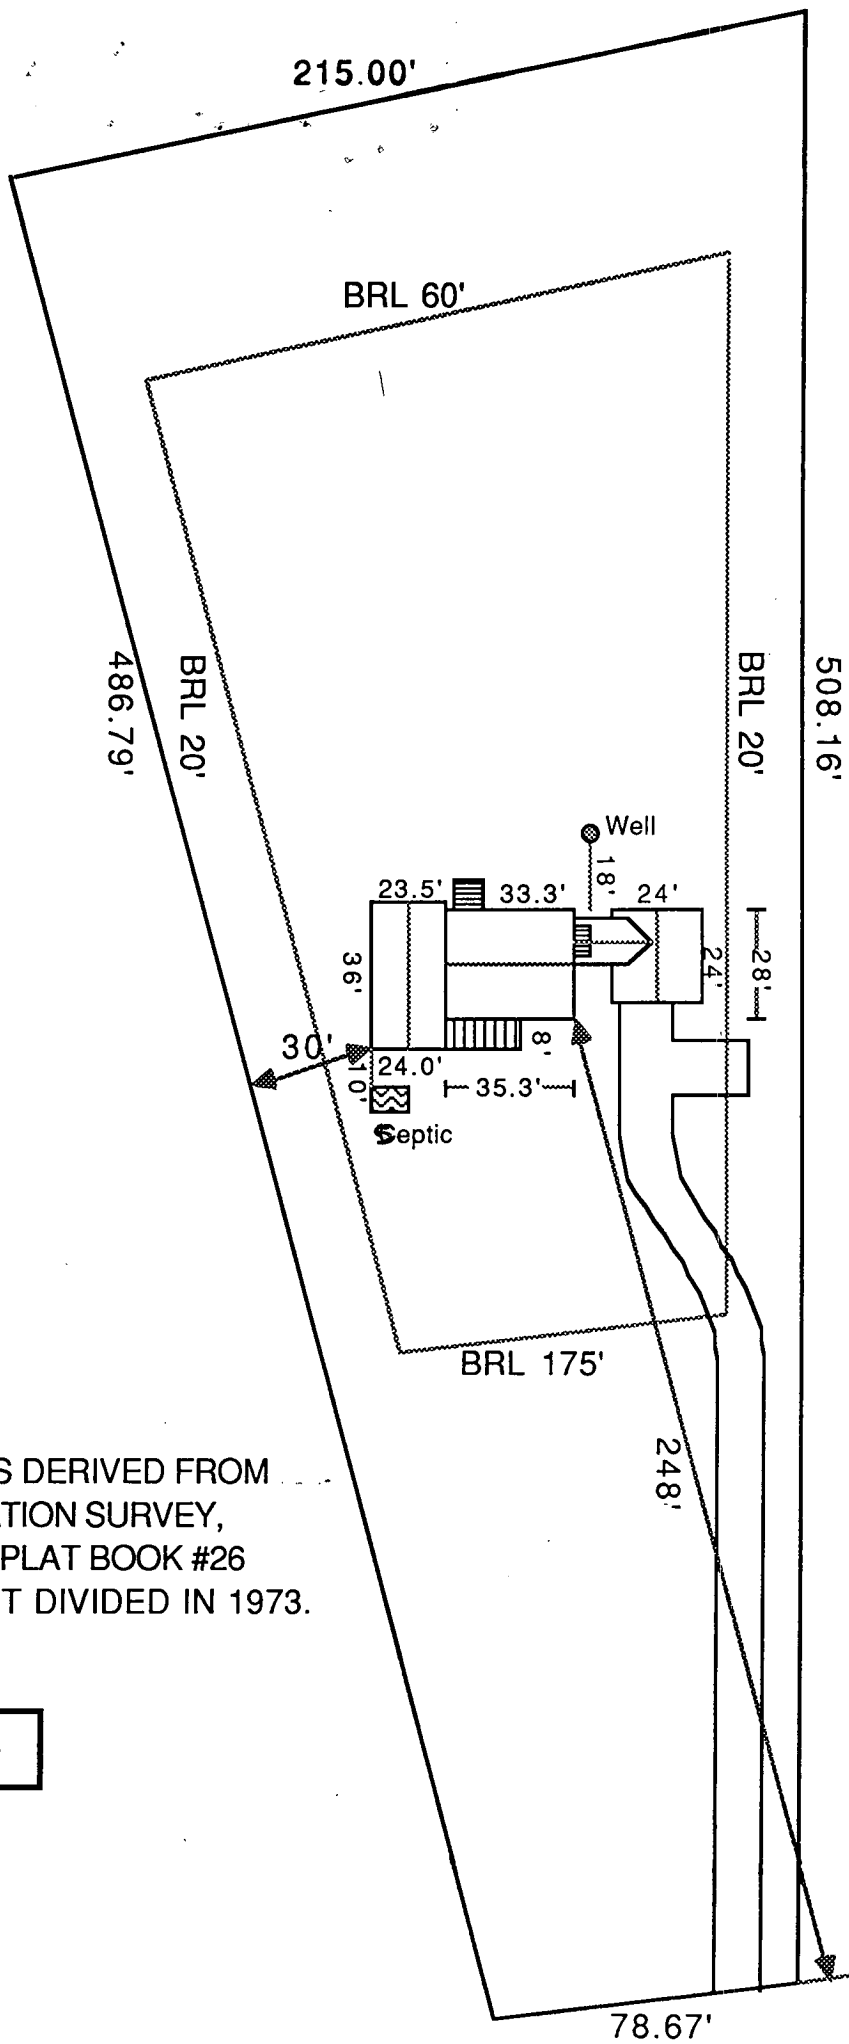 215.00'
BRL 60'
486.79'
BRL 20'
BRL 20'
508.16'
Well
18'
23.5'
33.3'
24'
36'
24'
28'
30'
10'
24.0'
8'
35.3'
Septic
BRL 175'
248'
S DERIVED FROM
TION SURVEY,
PLAT BOOK #26
T DIVIDED IN 1973.
78.67'